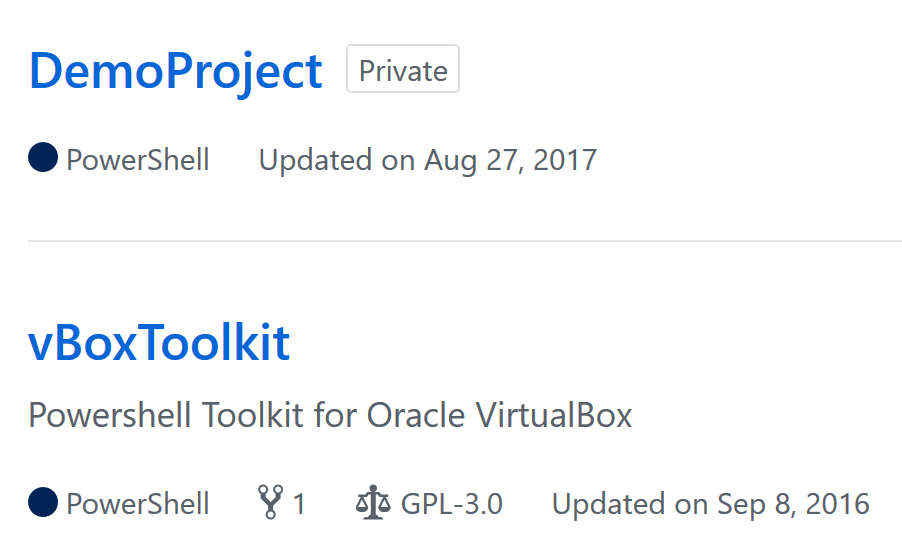 DemoProject Private
PowerShell Updated on Aug 27, 2017
vBoxToolkit
Powershell Toolkit for Oracle VirtualBox
PowerShell 1 GPL-3.0 Updated on Sep 8, 2016